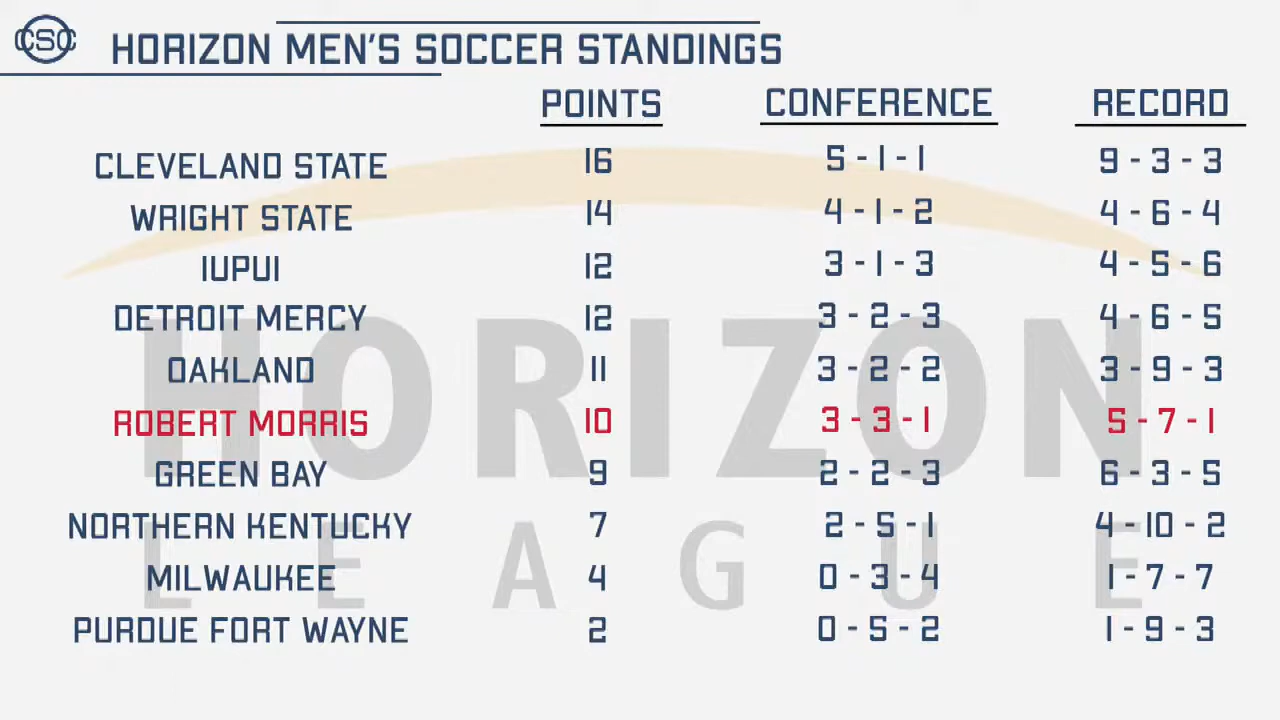 CSC
HORIZON MEN'S SOCCER STANDINGS
POINTS CONFERENCE RECORD
CLEVELAND STATE 16 5 - 1 - 1 9 - 3 - 3
WRIGHT STATE 14 4 - 1 - 2 4 - 6 - 4
IUPUI 12 3 - 1 - 3 4 - 5 - 6
DETROIT MERCY 12 3 - 2 - 3 4 - 6 - 5
OAKLAND 11 3 - 2 - 2 3 - 9 - 3
ROBERT MORRIS 10 3 - 3 - 1 5 - 7 - 1
GREEN BAY 9 2 - 2 - 3 6 - 3 - 5
NORTHERN KENTUCKY 7 2 - 5 - 1 4 - 10 - 2
MILWAUKEE 4 0 - 3 - 4 1 - 7 - 7
PURDUE FORT WAYNE 2 0 - 5 - 2 1 - 9 - 3
HORIZON
LEAGUE